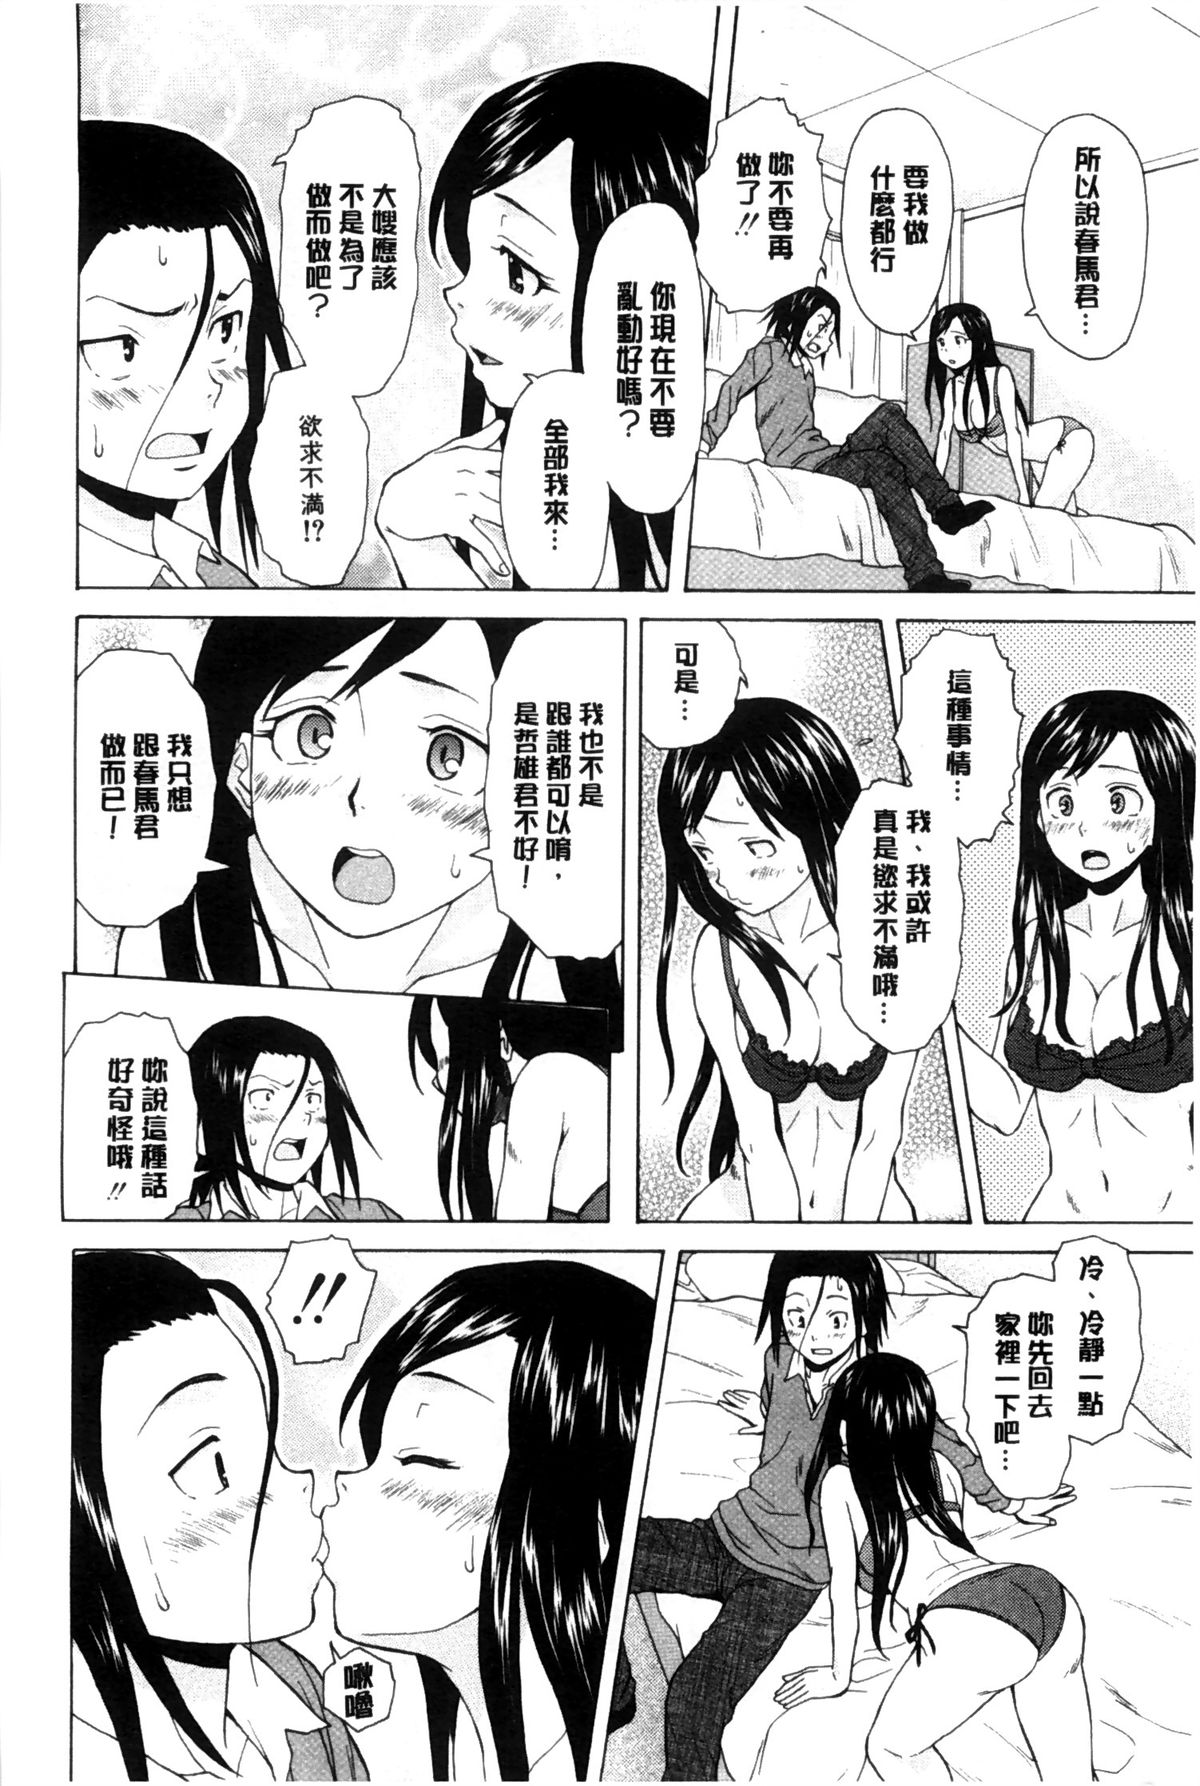 所以說春馬君…
要我做
什麼都行
妳不要再
做了!!
你現在不要
亂動好嗎?
全部我來…
大嫂應該
不是為了
做而做吧?
欲求不滿!?
這種事情…
我、我或許
真是慾求不滿哦…
可是…
我也不是
跟誰都可以唷,
是哲雄君不好!
我只想
跟春馬君
做而已!
妳說這種話
好奇怪哦!!
冷、冷靜一點
妳先回去
家裡一下吧…
!!
啾嚕